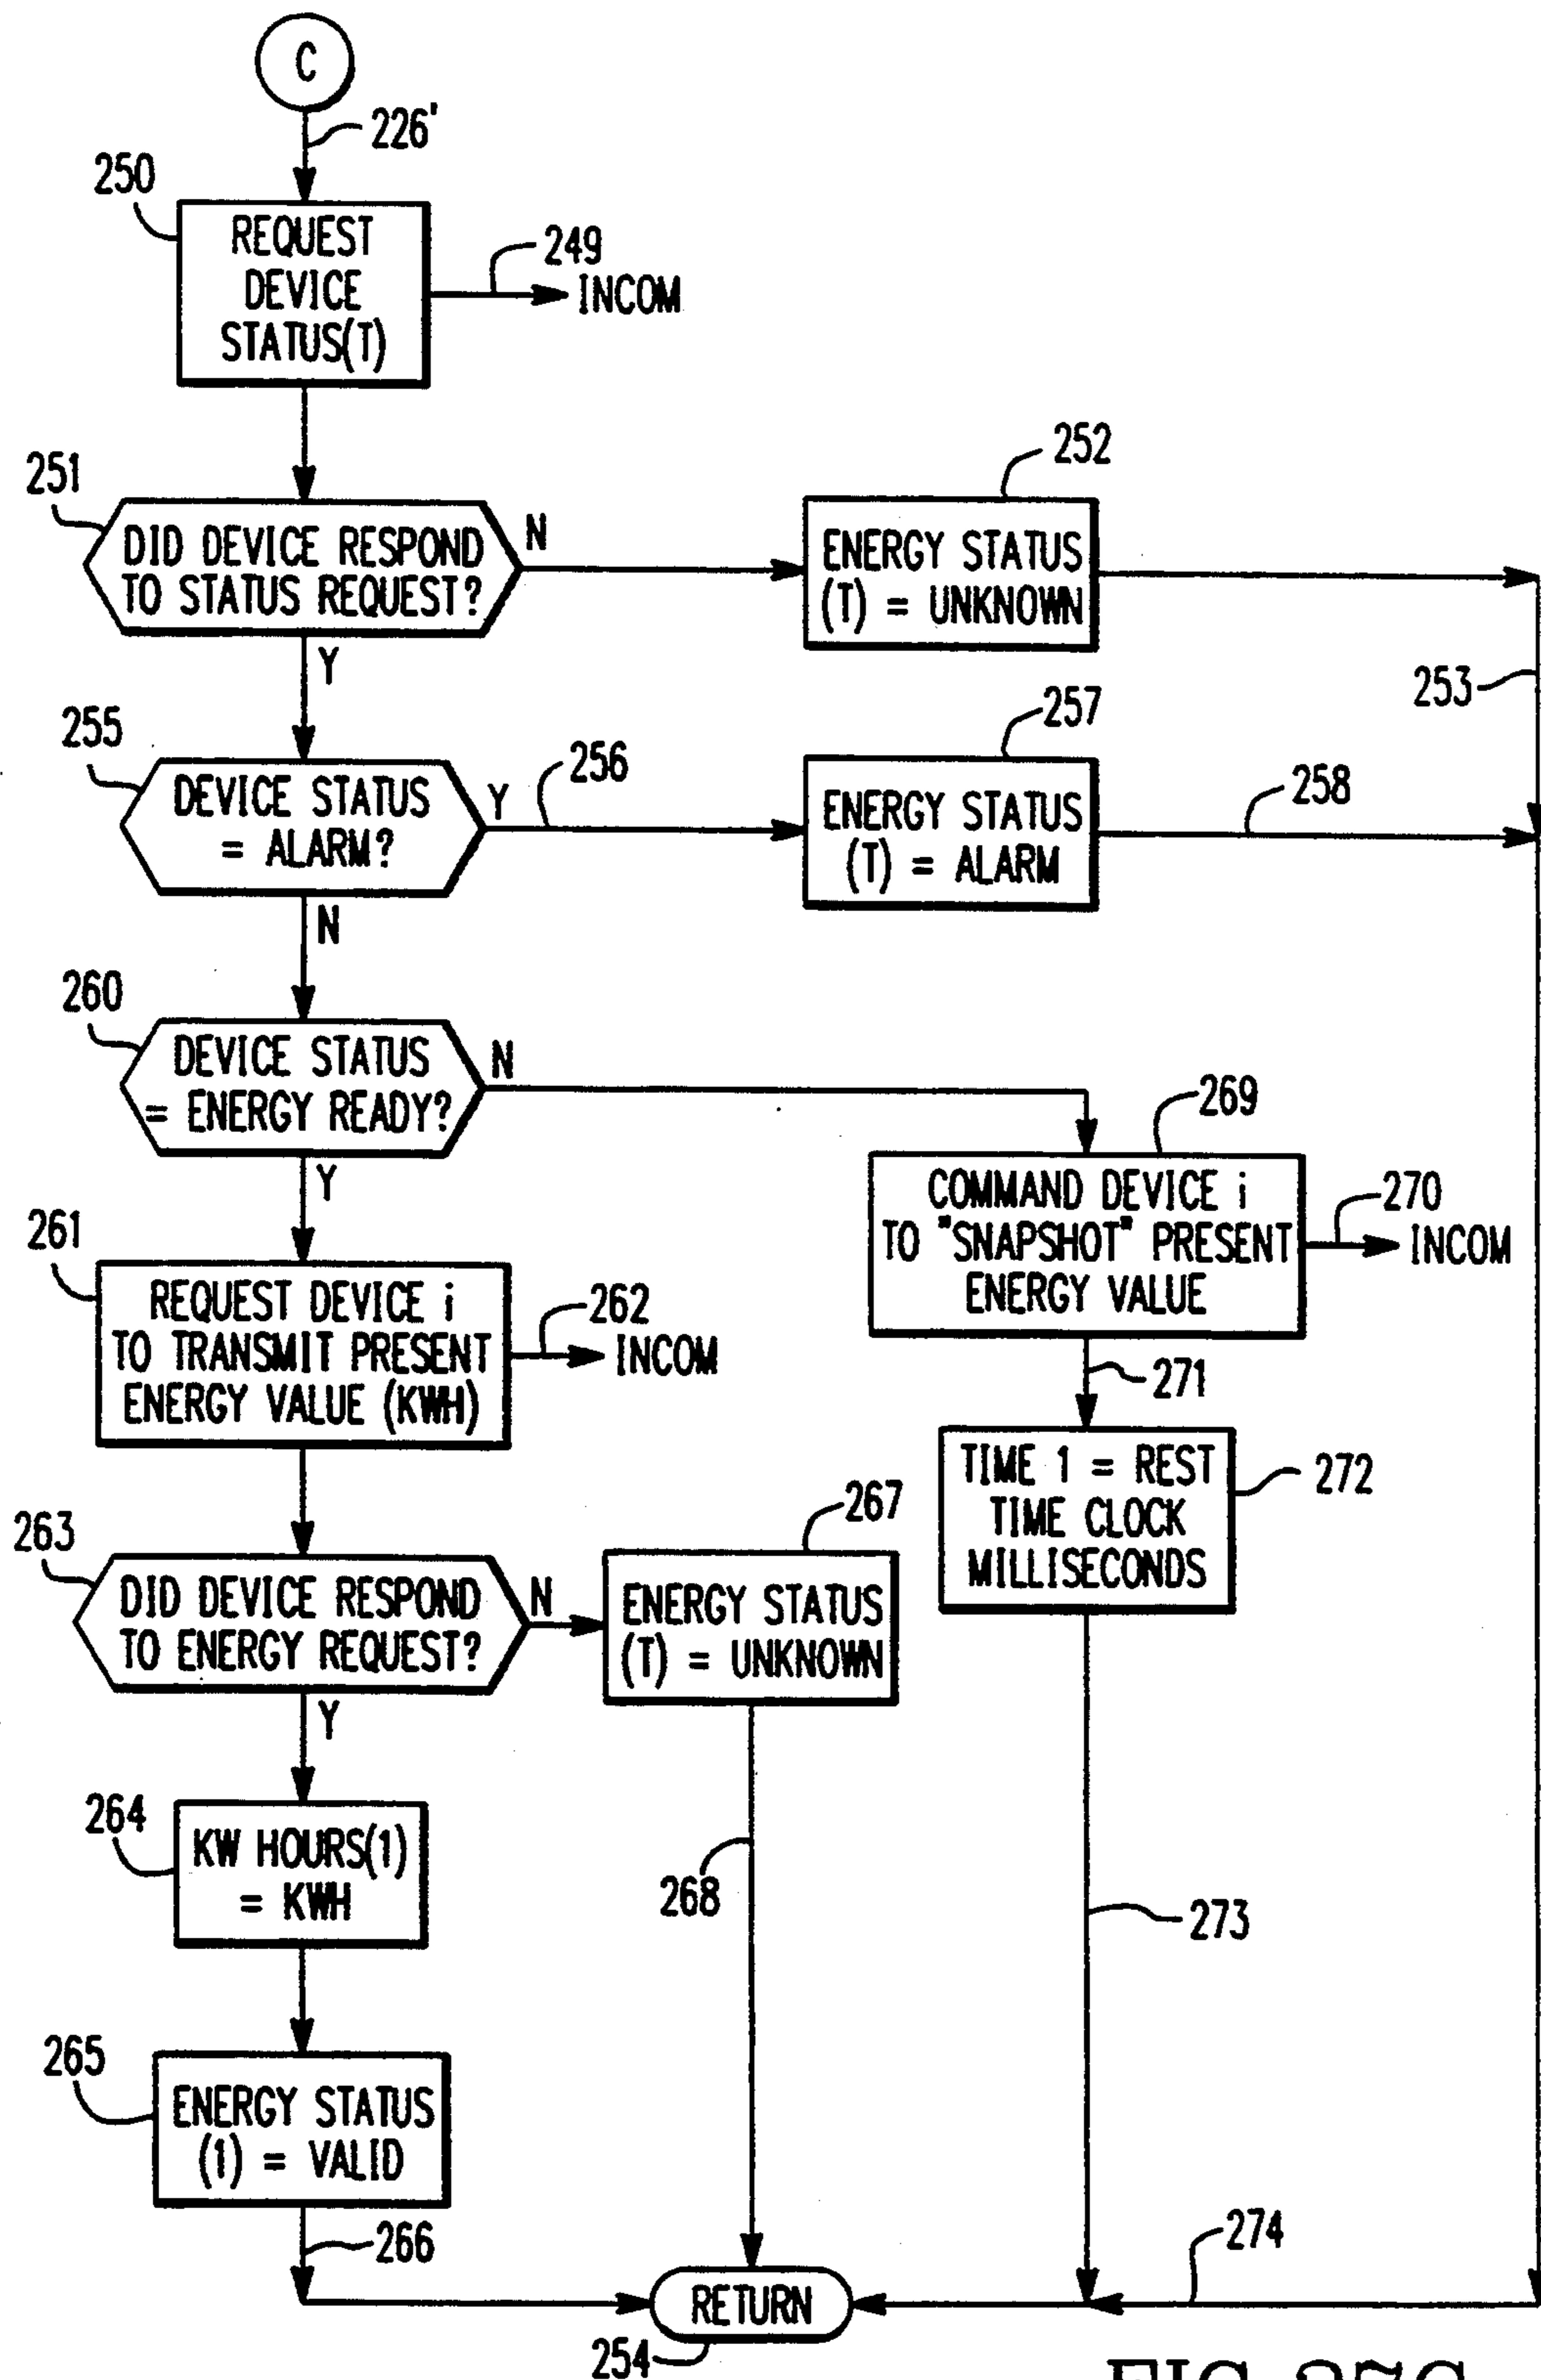 C
226'
250
REQUEST
DEVICE
STATUS(T)
249
INCOM
251
DID DEVICE RESPOND
TO STATUS REQUEST?
N
Y
252
ENERGY STATUS
(T) = UNKNOWN
253
255
DEVICE STATUS
= ALARM?
Y
N
256
257
ENERGY STATUS
(T) = ALARM
258
260
DEVICE STATUS
= ENERGY READY?
N
Y
269
COMMAND DEVICE i
TO "SNAPSHOT" PRESENT
ENERGY VALUE
270
INCOM
261
REQUEST DEVICE i
TO TRANSMIT PRESENT
ENERGY VALUE (KWH)
262
INCOM
271
TIME 1 = REST
TIME CLOCK
MILLISECONDS
272
263
DID DEVICE RESPOND
TO ENERGY REQUEST?
N
Y
267
ENERGY STATUS
(T) = UNKNOWN
264
KW HOURS(1)
= KWH
268
273
265
ENERGY STATUS
(1) = VALID
266
274
RETURN
254